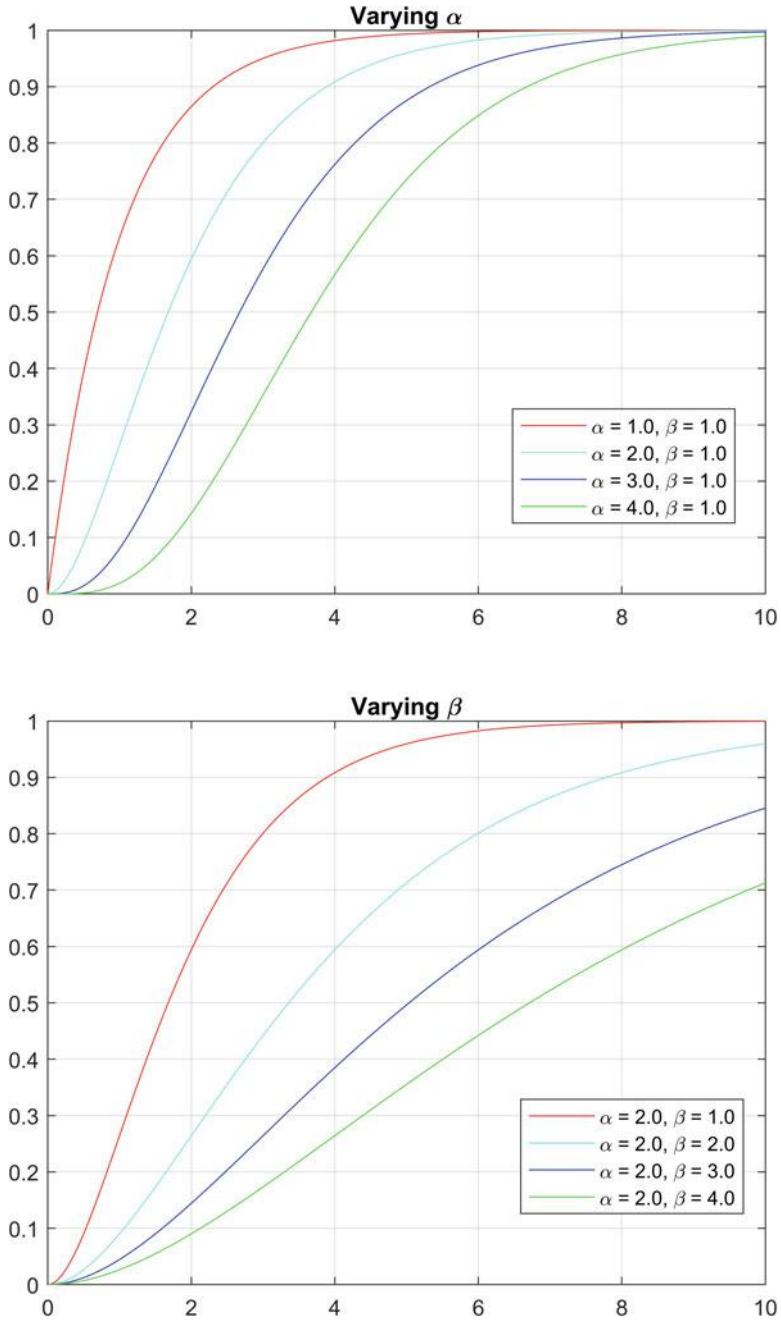 Varying α
1
0.9
0.8
0.7
0.6
0.5
0.4
0.3
0.2
0.1
0
α = 1.0, β = 1.0
α = 2.0, β = 1.0
α = 3.0, β = 1.0
α = 4.0, β = 1.0
0 2 4 6 8 10
Varying β
1
0.9
0.8
0.7
0.6
0.5
0.4
0.3
0.2
0.1
0
α = 2.0, β = 1.0
α = 2.0, β = 2.0
α = 2.0, β = 3.0
α = 2.0, β = 4.0
0 2 4 6 8 10